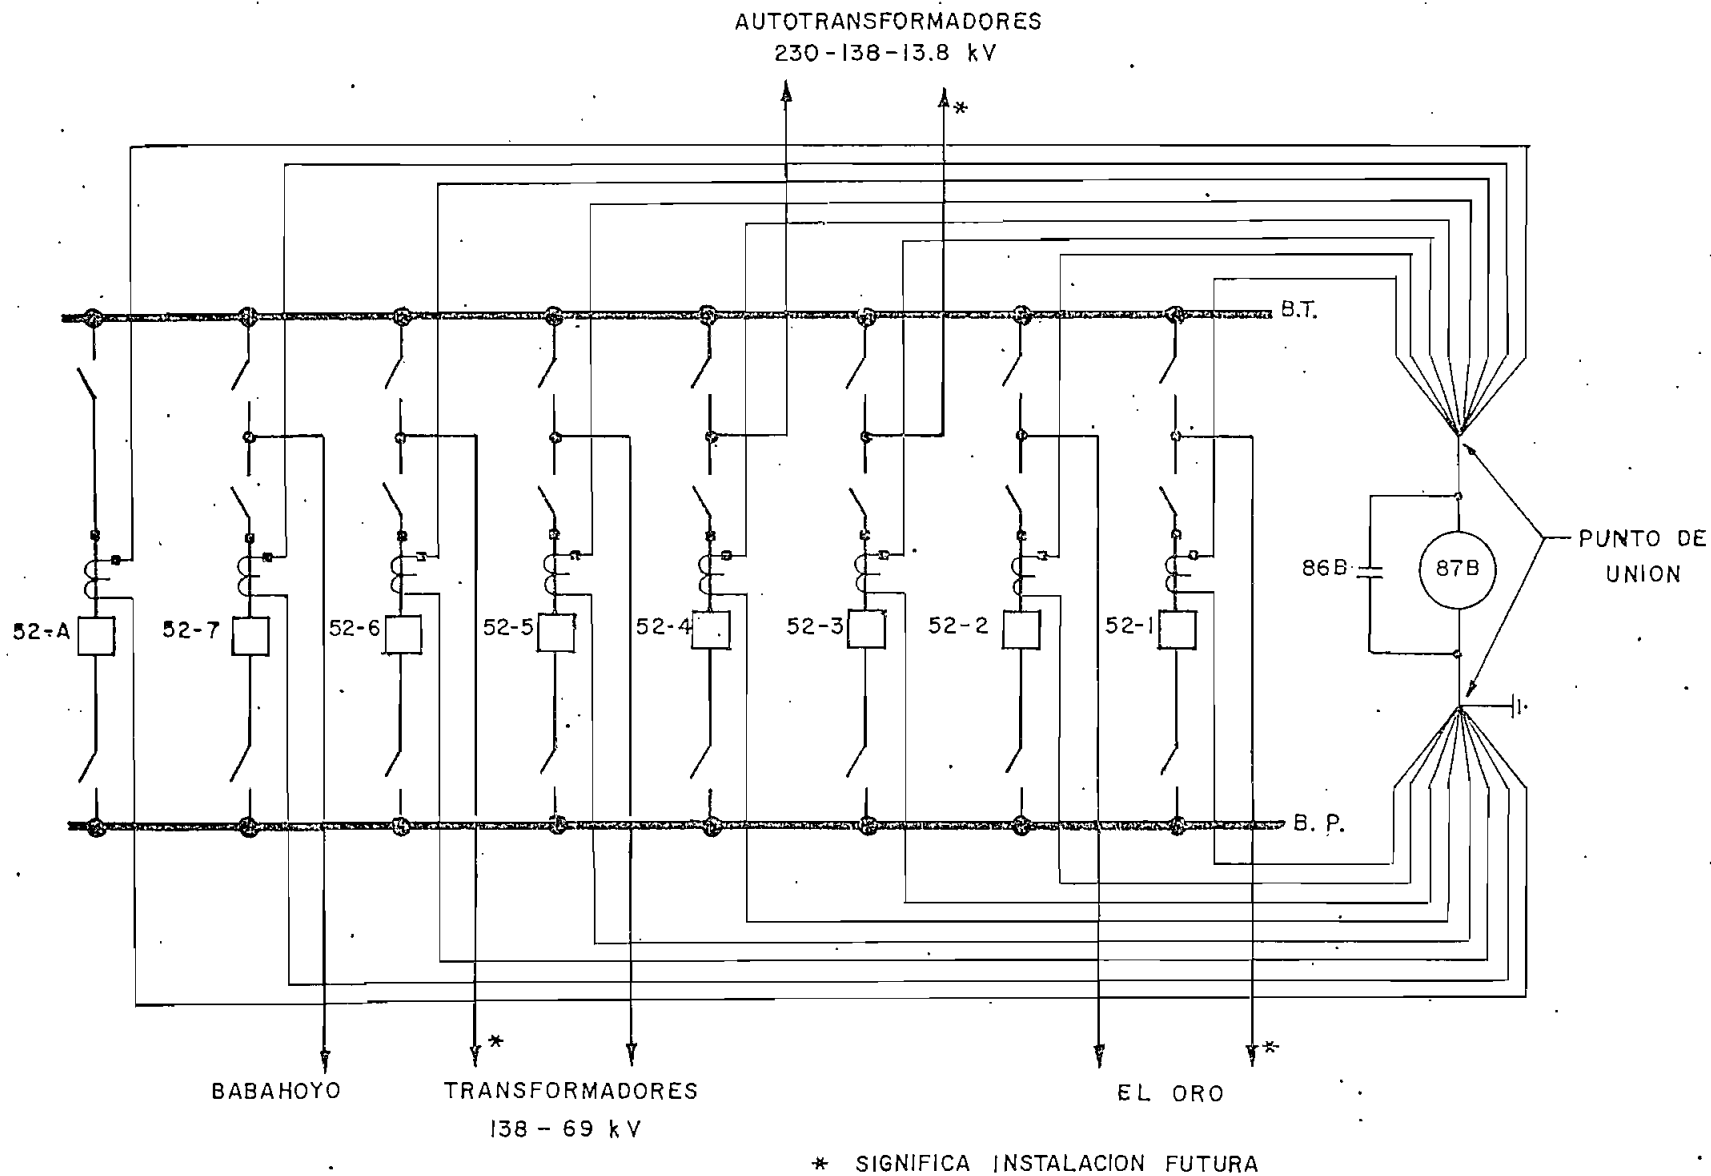 AUTOTRANSFORMADORES
230-138-13.8 kV
*
B.T.
PUNTO DE
UNION
86B
87B
52-A
52-7
52-6
52-5
52-4
52-3
52-2
52-1
B. P.
*
*
BABAHOYO
TRANSFORMADORES
138 - 69 kV
EL ORO
* SIGNIFICA INSTALACION FUTURA